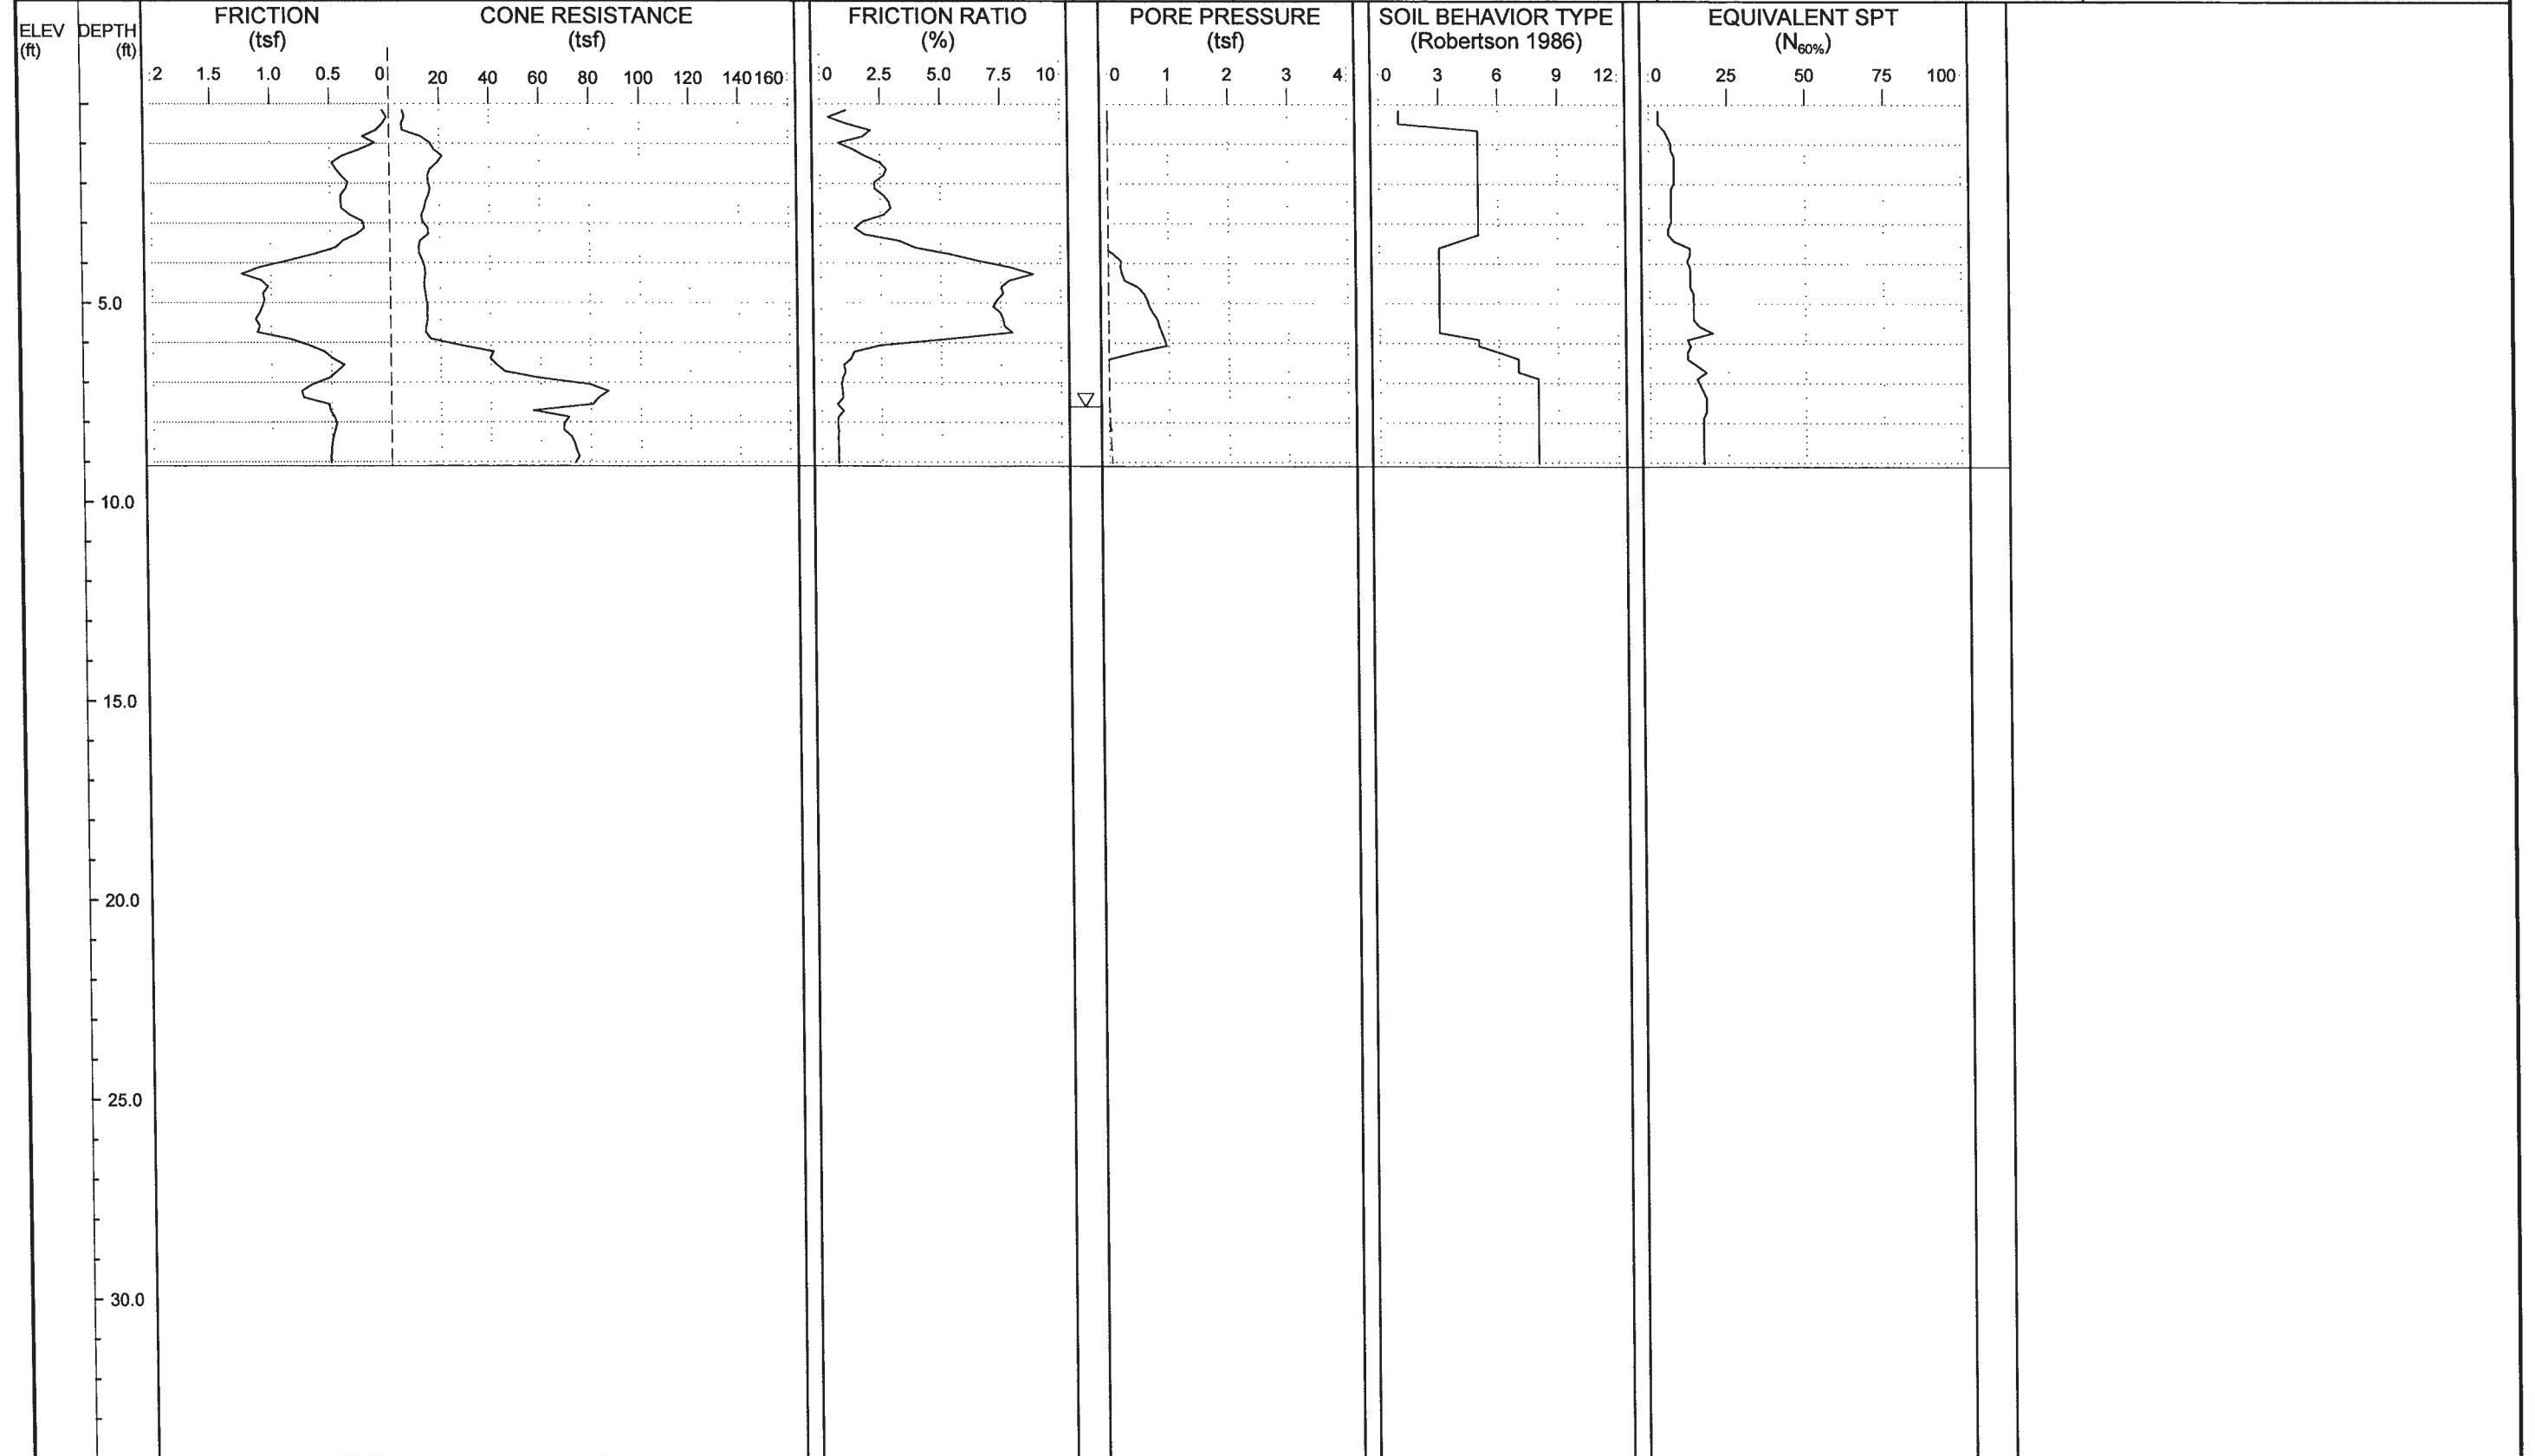 ELEV
(ft)
DEPTH
(ft)
FRICTION
(tsf)
CONE RESISTANCE
(tsf)
FRICTION RATIO
(%)
PORE PRESSURE
(tsf)
SOIL BEHAVIOR TYPE
(Robertson 1986)
EQUIVALENT SPT
(N60%)
2 1.5 1.0 0.5 0 20 40 60 80 100 120 140 160
0 2.5 5.0 7.5 10
0 1 2 3 4
0 3 6 9 12
0 25 50 75 100
5.0
10.0
15.0
20.0
25.0
30.0